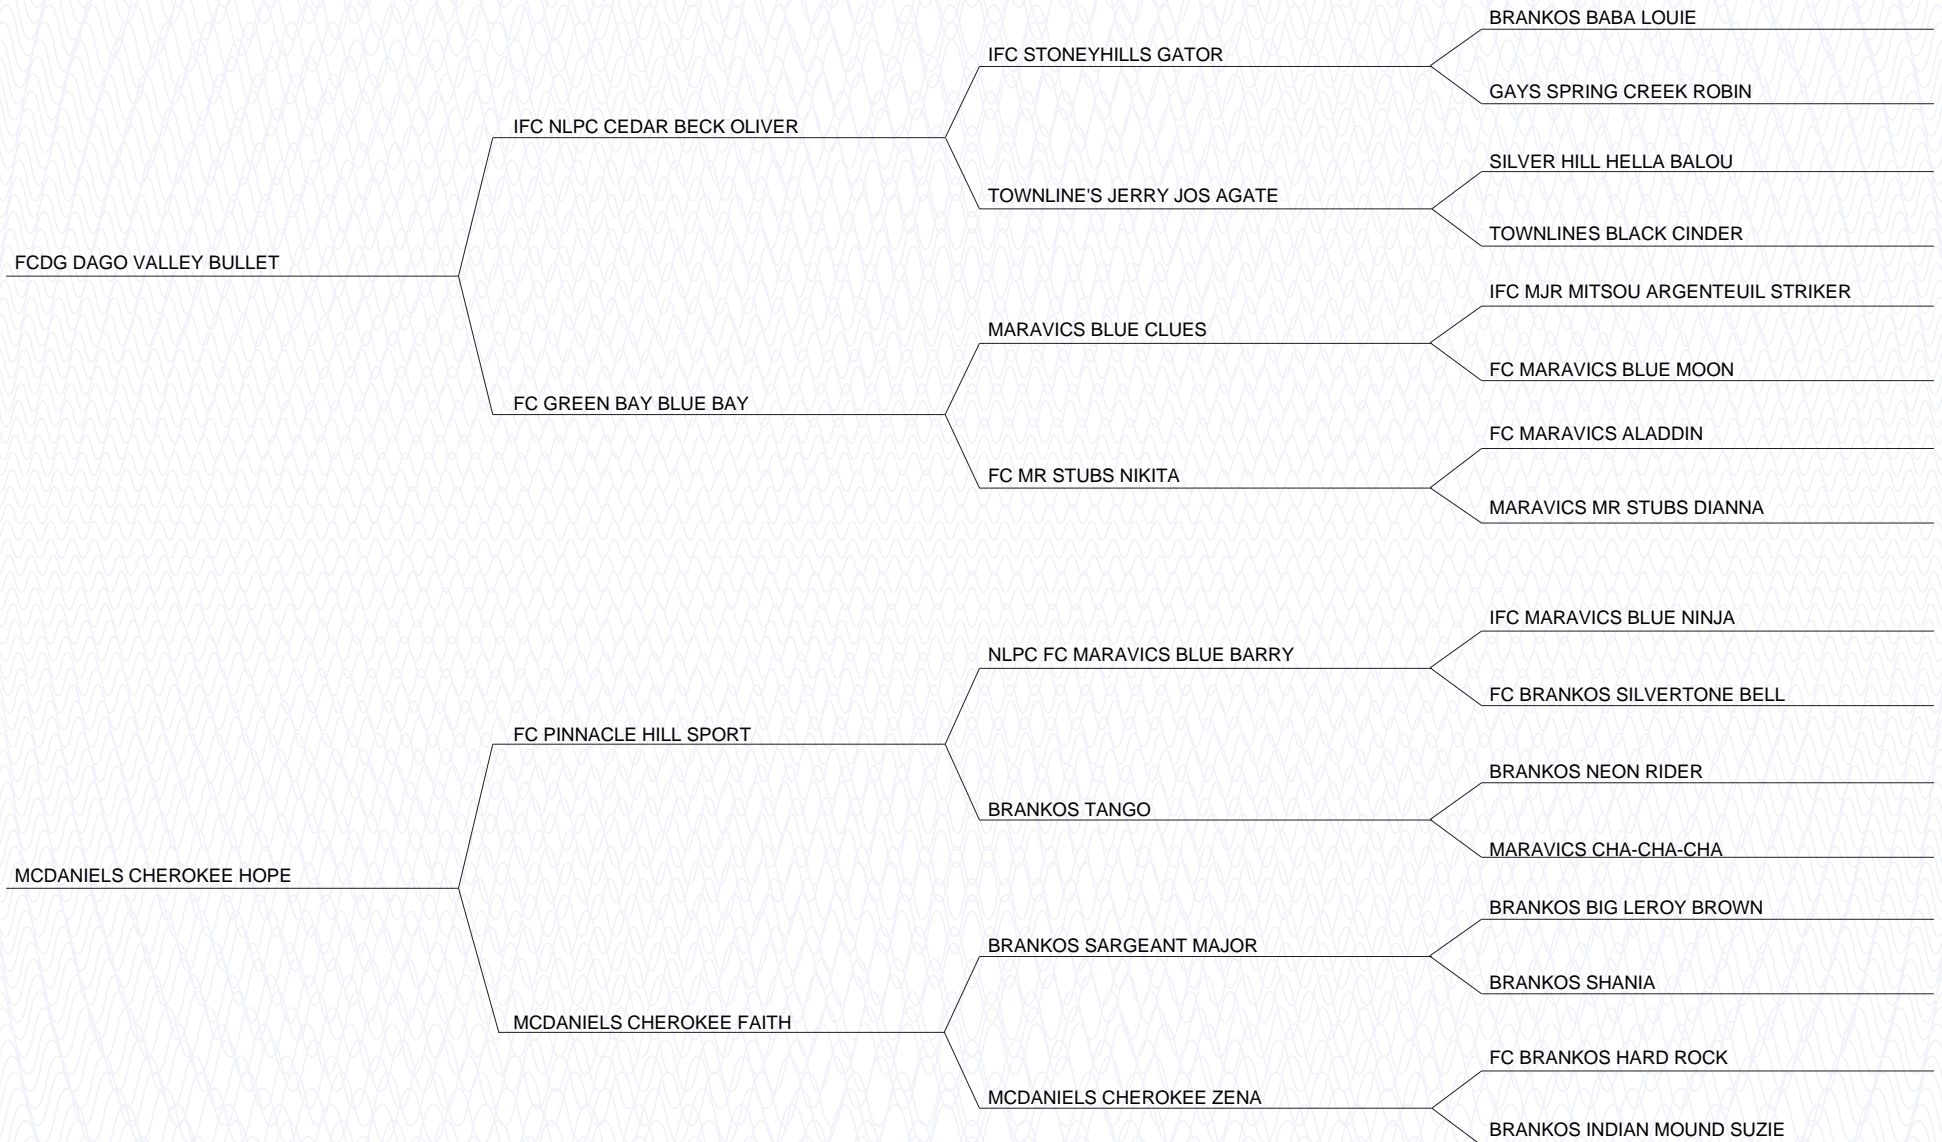 BRANKOS BABA LOUIE
IFC STONEYHILLS GATOR
GAYS SPRING CREEK ROBIN
IFC NLPC CEDAR BECK OLIVER
SILVER HILL HELLA BALOU
TOWNLINE'S JERRY JOS AGATE
TOWNLINES BLACK CINDER
FCDG DAGO VALLEY BULLET
IFC MJR MITSOU ARGENTEUIL STRIKER
MARAVICS BLUE CLUES
FC MARAVICS BLUE MOON
FC GREEN BAY BLUE BAY
FC MARAVICS ALADDIN
FC MR STUBS NIKITA
MARAVICS MR STUBS DIANNA
IFC MARAVICS BLUE NINJA
NLPC FC MARAVICS BLUE BARRY
FC BRANKOS SILVERTONE BELL
FC PINNACLE HILL SPORT
BRANKOS NEON RIDER
BRANKOS TANGO
MARAVICS CHA-CHA-CHA
MCDANIELS CHEROKEE HOPE
BRANKOS BIG LEROY BROWN
BRANKOS SARGEANT MAJOR
BRANKOS SHANIA
MCDANIELS CHEROKEE FAITH
FC BRANKOS HARD ROCK
MCDANIELS CHEROKEE ZENA
BRANKOS INDIAN MOUND SUZIE